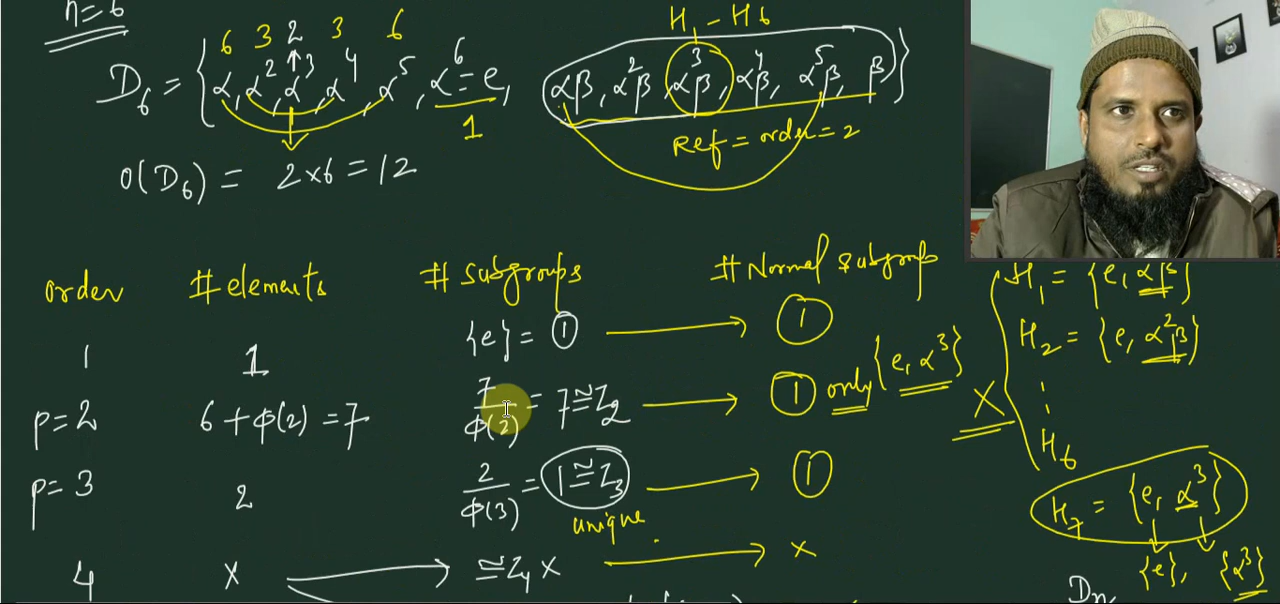 n=6
6 3 2 3 6 H₁ - H6
D₆ = {α, α², α³, α⁴, α⁵, α⁶=e, αβ, α²β, α³β, α⁴β, α⁵β, β}
1
Ref = order = 2
O(D₆) = 2x6 = 12
order # elements # subgroups # Normal subgroup
1 1 {e} = 1 → 1
p=2 6+φ(2) = 7 7/φ(2) = 7 ≅ Z₂ → 1 only {e, α³}
p=3 2 2/φ(3) = 1 ≅ Z₃ → 1
unique
4 x → ≅ Z₄ x → x
H₁ = {e, αβ}
H₂ = {e, α²β}
⋮
H₆
X
H₇ = {e, α³}
{e}, {α³}
Dn